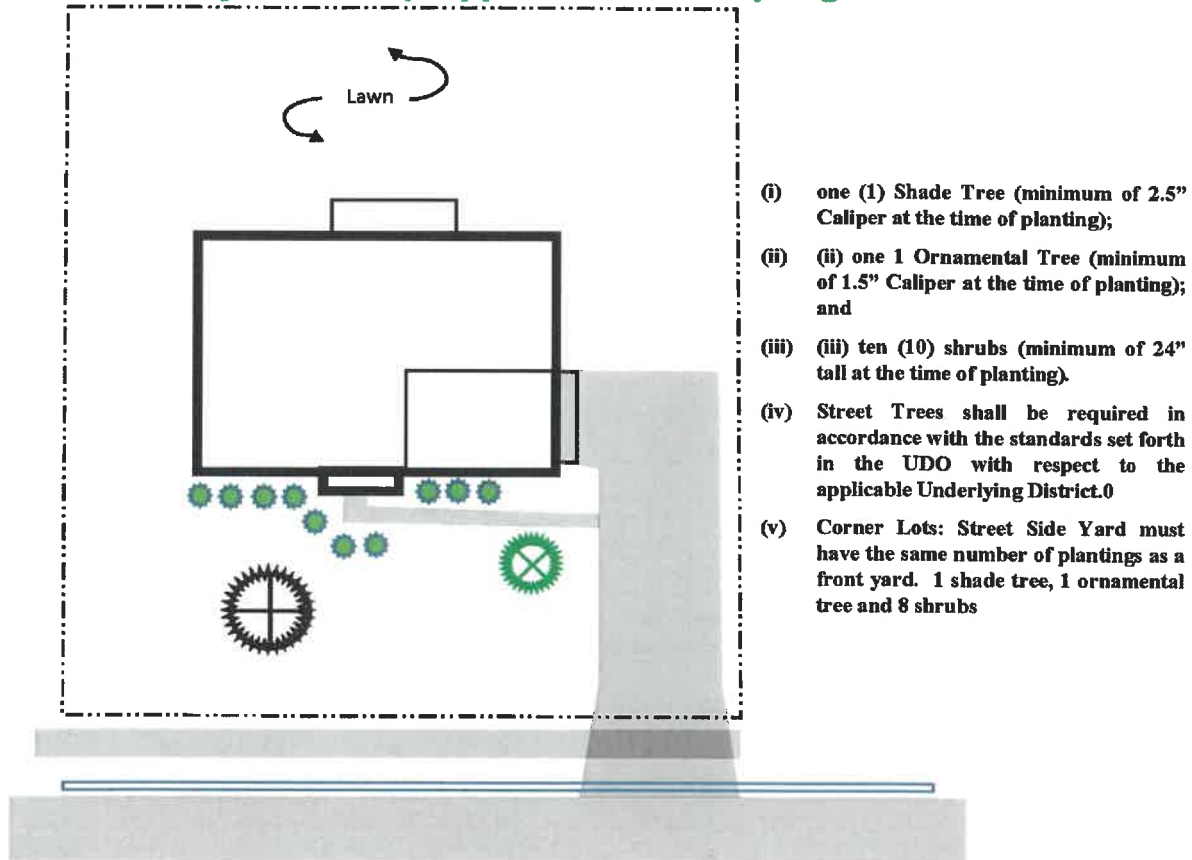 Lawn
(i) one (1) Shade Tree (minimum of 2.5”
Caliper at the time of planting);
(ii) (ii) one 1 Ornamental Tree (minimum
of 1.5” Caliper at the time of planting);
and
(iii) (iii) ten (10) shrubs (minimum of 24”
tall at the time of planting).
(iv) Street Trees shall be required in
accordance with the standards set forth
in the UDO with respect to the
applicable Underlying District.0
(v) Corner Lots: Street Side Yard must
have the same number of plantings as a
front yard. 1 shade tree, 1 ornamental
tree and 8 shrubs